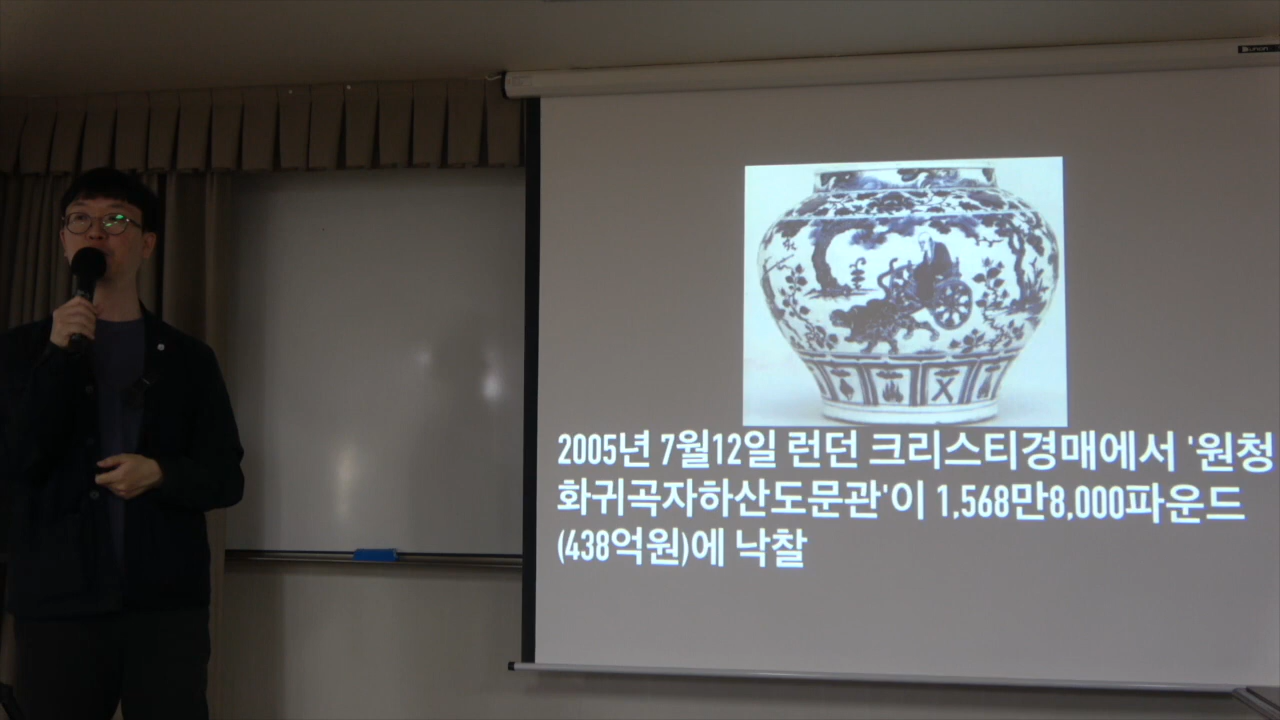 2005년 7월12일 런던 크리스티경매에서 '원청
화귀곡자하산도문관'이 1,568만8,000파운드
(438억원)에 낙찰